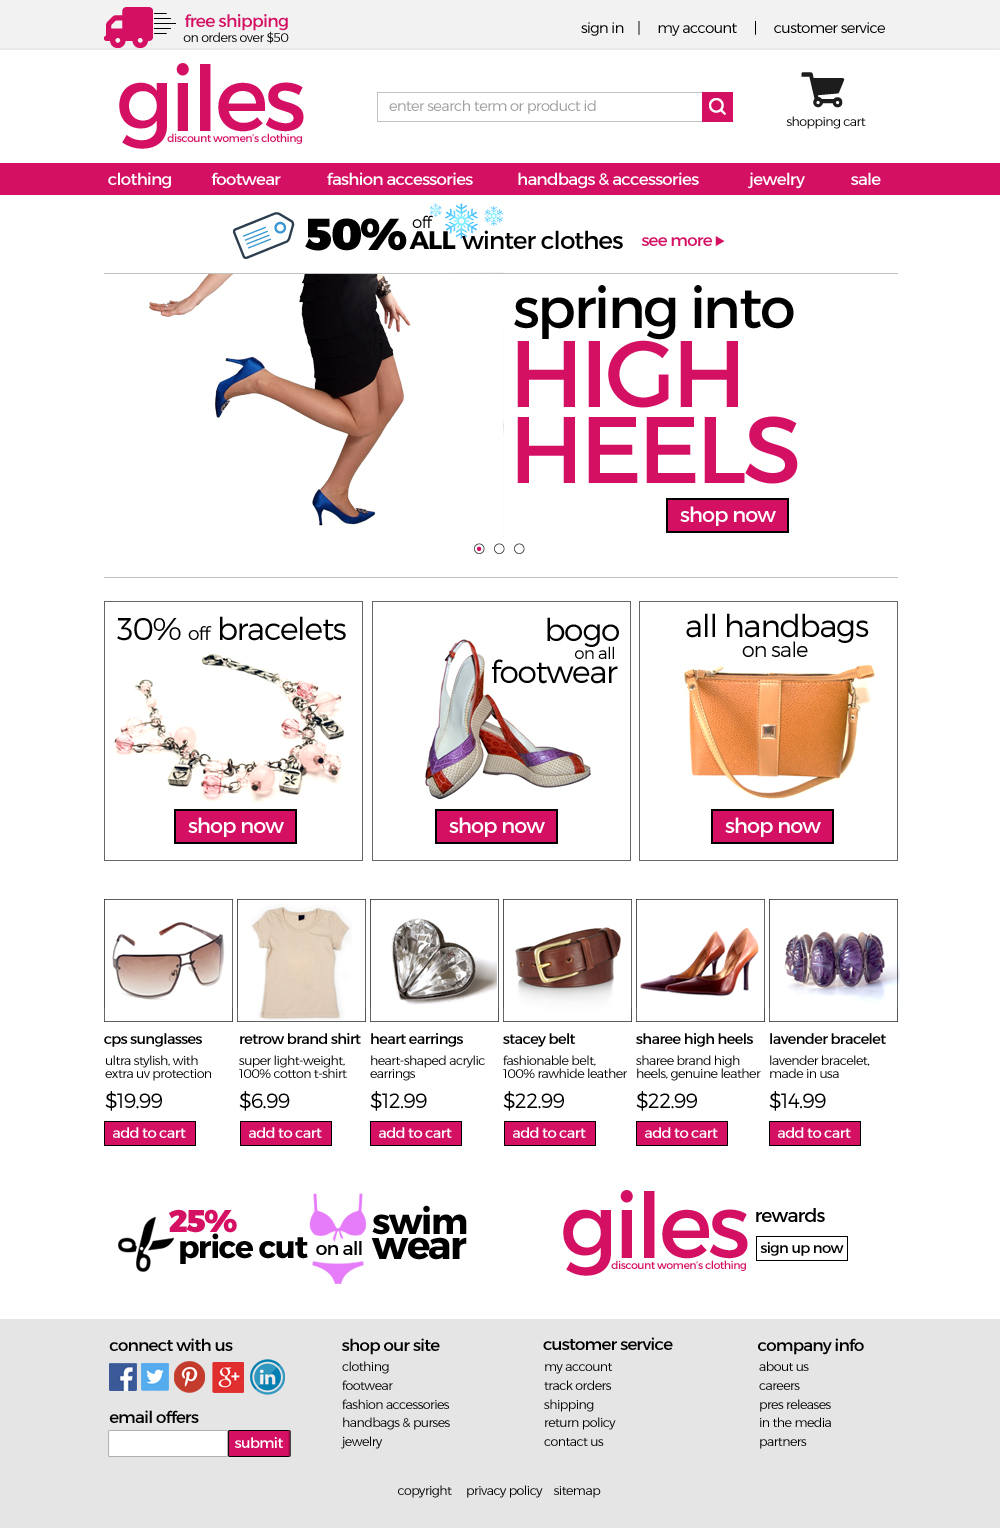 free shipping
on orders over $50
sign in | my account | customer service
giles
discount women's clothing
enter search term or product id
shopping cart
clothing footwear fashion accessories handbags & accessories jewelry sale
50% off ALL winter clothes see more
spring into
HIGH
HEELS
shop now
30% off bracelets
shop now
bogo
on all
footwear
shop now
all handbags
on sale
shop now
cps sunglasses
ultra stylish, with
extra uv protection
$19.99
add to cart
retrow brand shirt
super light-weight,
100% cotton t-shirt
$6.99
add to cart
heart earrings
heart-shaped acrylic
earrings
$12.99
add to cart
stacey belt
fashionable belt,
100% rawhide leather
$22.99
add to cart
sharee high heels
sharee brand high
heels, genuine leather
$22.99
add to cart
lavender bracelet
lavender bracelet,
made in usa
$14.99
add to cart
25%
price cut
on all
swim
wear
giles
discount women's clothing
rewards
sign up now
connect with us
f P g+ in
email offers
submit
shop our site
clothing
footwear
fashion accessories
handbags & purses
jewelry
customer service
my account
track orders
shipping
return policy
contact us
company info
about us
careers
pres releases
in the media
partners
copyright privacy policy sitemap